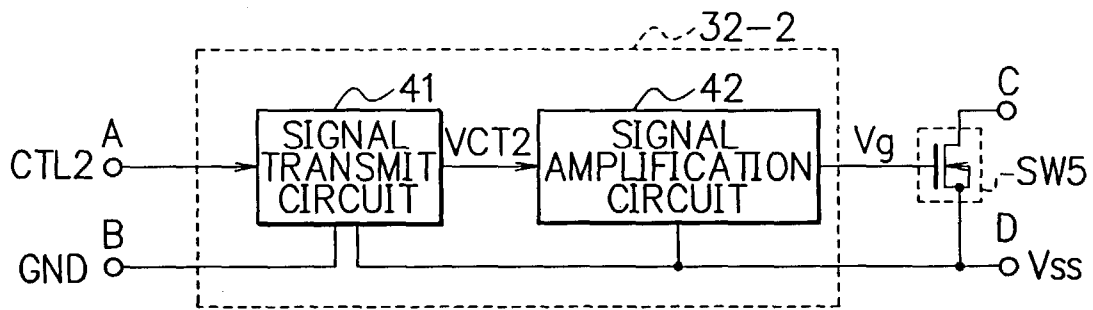 32-2
41
42
C
A
CTL2
SIGNAL
TRANSMIT
CIRCUIT
VCT2
SIGNAL
AMPLIFICATION
CIRCUIT
Vg
SW5
B
GND
D
Vss